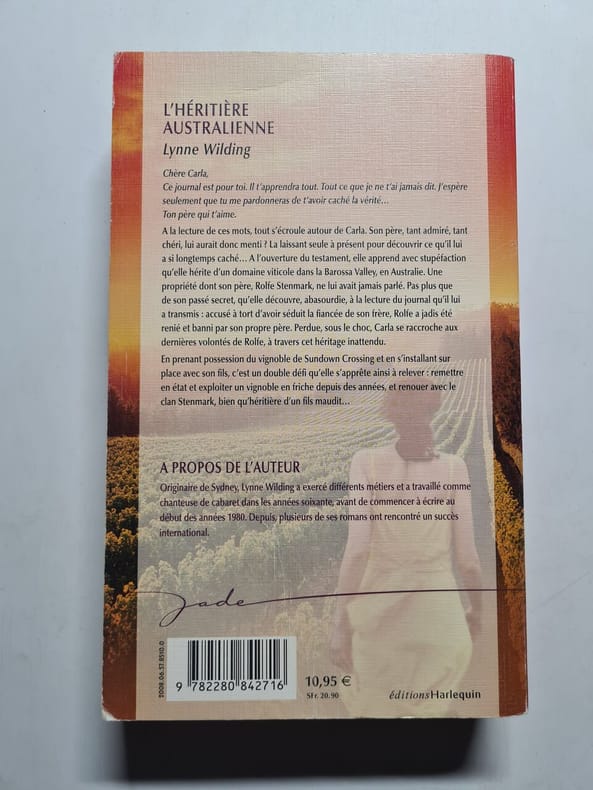 L'HÉRITIÈRE
AUSTRALIENNE
Lynne Wilding
Chère Carla,
Ce journal est pour toi. Il t'apprendra tout. Tout ce que je ne t'ai jamais dit. J'espère
seulement que tu me pardonneras de t'avoir caché la vérité…
Ton père qui t'aime.
A la lecture de ces mots, tout s'écroule autour de Carla. Son père, tant admiré, tant
chéri, lui aurait donc menti ? La laissant seule à présent pour découvrir ce qu'il lui
a si longtemps caché… A l'ouverture du testament, elle apprend avec stupéfaction
qu'elle hérite d'un domaine viticole dans la Barossa Valley, en Australie. Une
propriété dont son père, Rolfe Stenmark, ne lui avait jamais parlé. Pas plus que
de son passé secret, qu'elle découvre, abasourdie, à la lecture du journal qu'il lui
a transmis : accusé à tort d'avoir séduit la fiancée de son frère, Rolfe a jadis été
renié et banni par son propre père. Perdue, sous le choc, Carla se raccroche aux
dernières volontés de Rolfe, à travers cet héritage inattendu.
En prenant possession du vignoble de Sundown Crossing et en s'installant sur
place avec son fils, c'est un double défi qu'elle s'apprête ainsi à relever : remettre
en état et exploiter un vignoble en friche depuis des années, et renouer avec le
clan Stenmark, bien qu'héritière d'un fils maudit…
A PROPOS DE L'AUTEUR
Originaire de Sydney, Lynne Wilding a exercé différents métiers et a travaillé comme
chanteuse de cabaret dans les années soixante, avant de commencer à écrire au
début des années 1980. Depuis, plusieurs de ses romans ont rencontré un succès
international.
Jade
2008.06.57.8510.0
9 782280 842716
10,95 €
SFr. 20.90
éditionsHarlequin